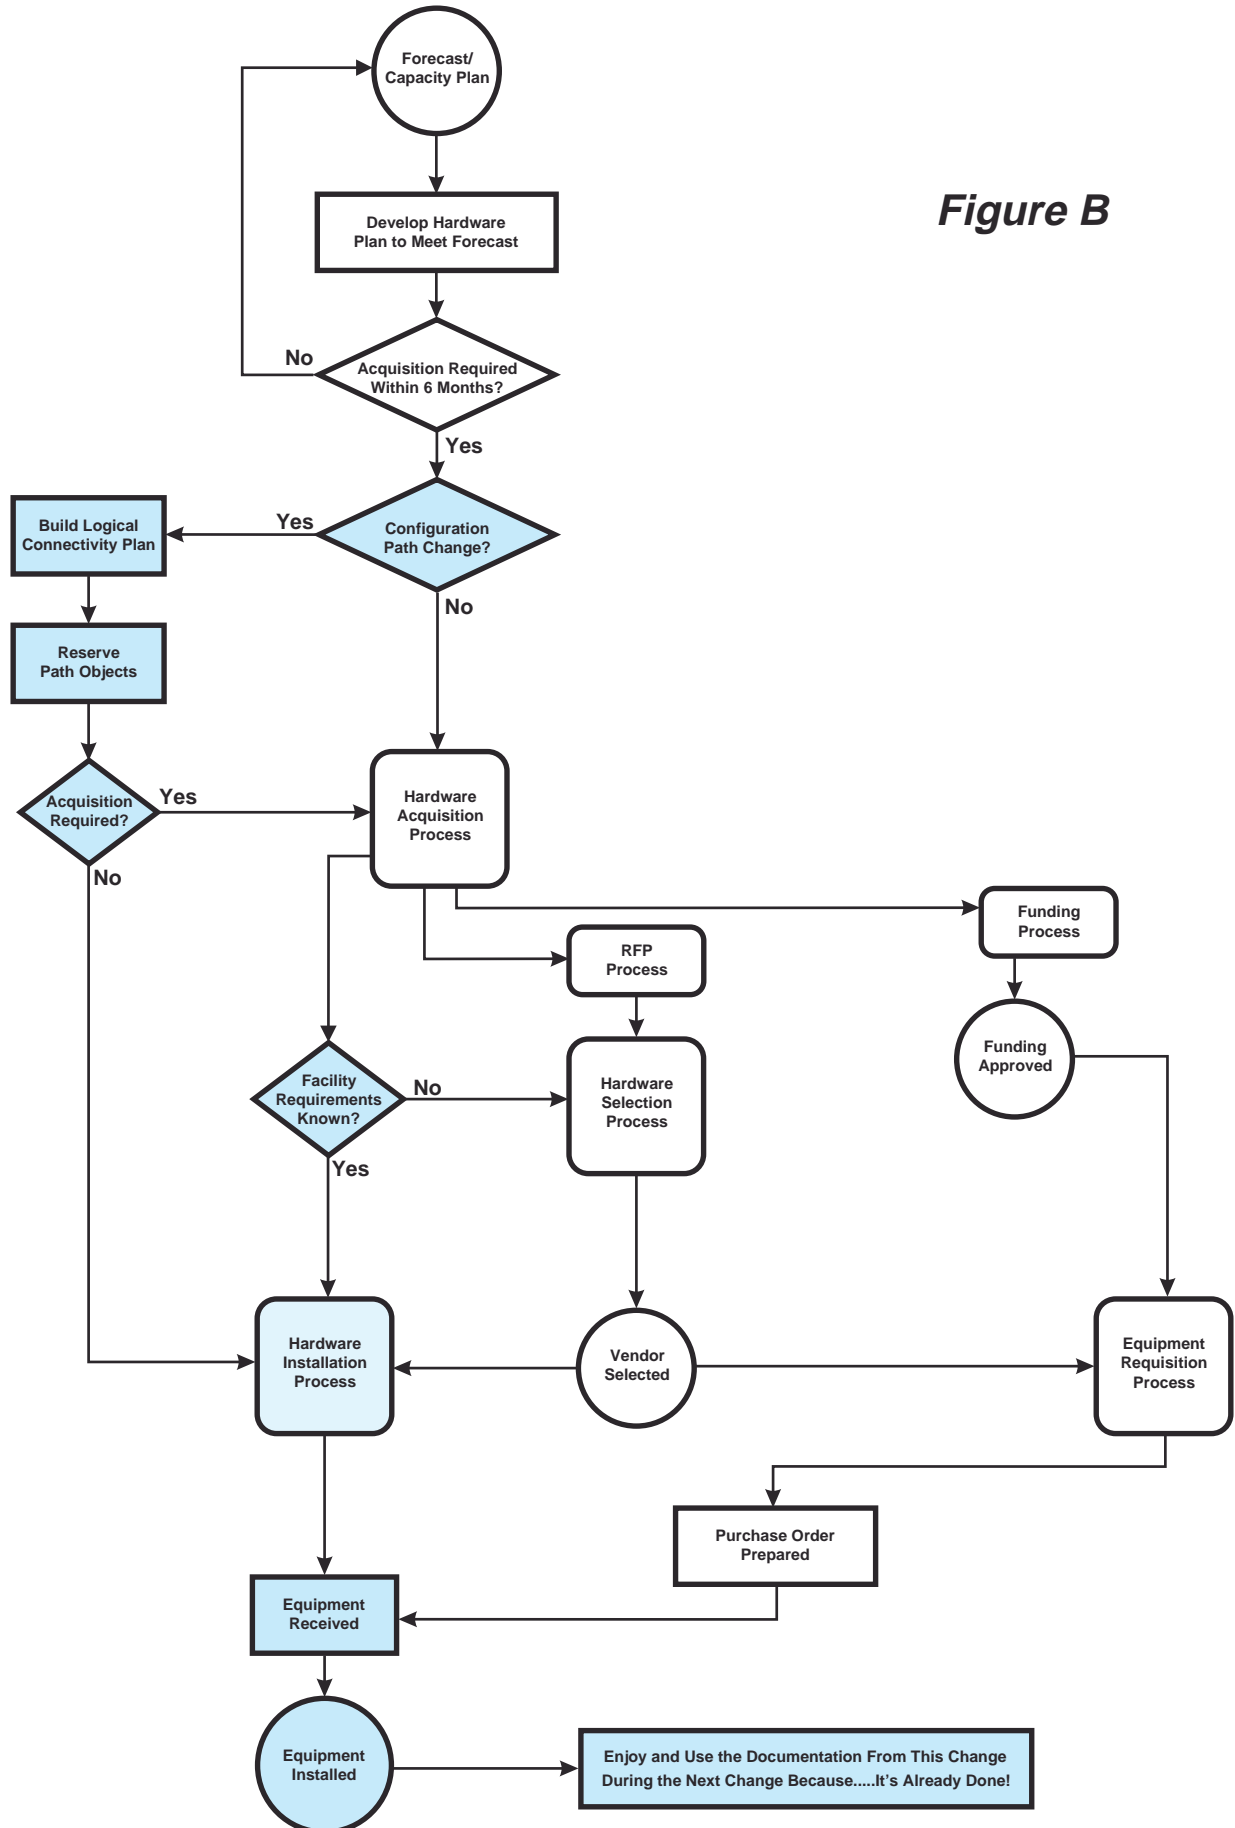 Forecast/
Capacity Plan
Figure B
Develop Hardware
Plan to Meet Forecast
No
Acquisition Required
Within 6 Months?
Yes
Build Logical
Connectivity Plan
Yes
Configuration
Path Change?
No
Reserve
Path Objects
Acquisition
Required?
Yes
No
Hardware
Acquisition
Process
Funding
Process
RFP
Process
Funding
Approved
Facility
Requirements
Known?
No
Yes
Hardware
Selection
Process
Hardware
Installation
Process
Vendor
Selected
Equipment
Requisition
Process
Purchase Order
Prepared
Equipment
Received
Equipment
Installed
Enjoy and Use the Documentation From This Change
During the Next Change Because.....It's Already Done!